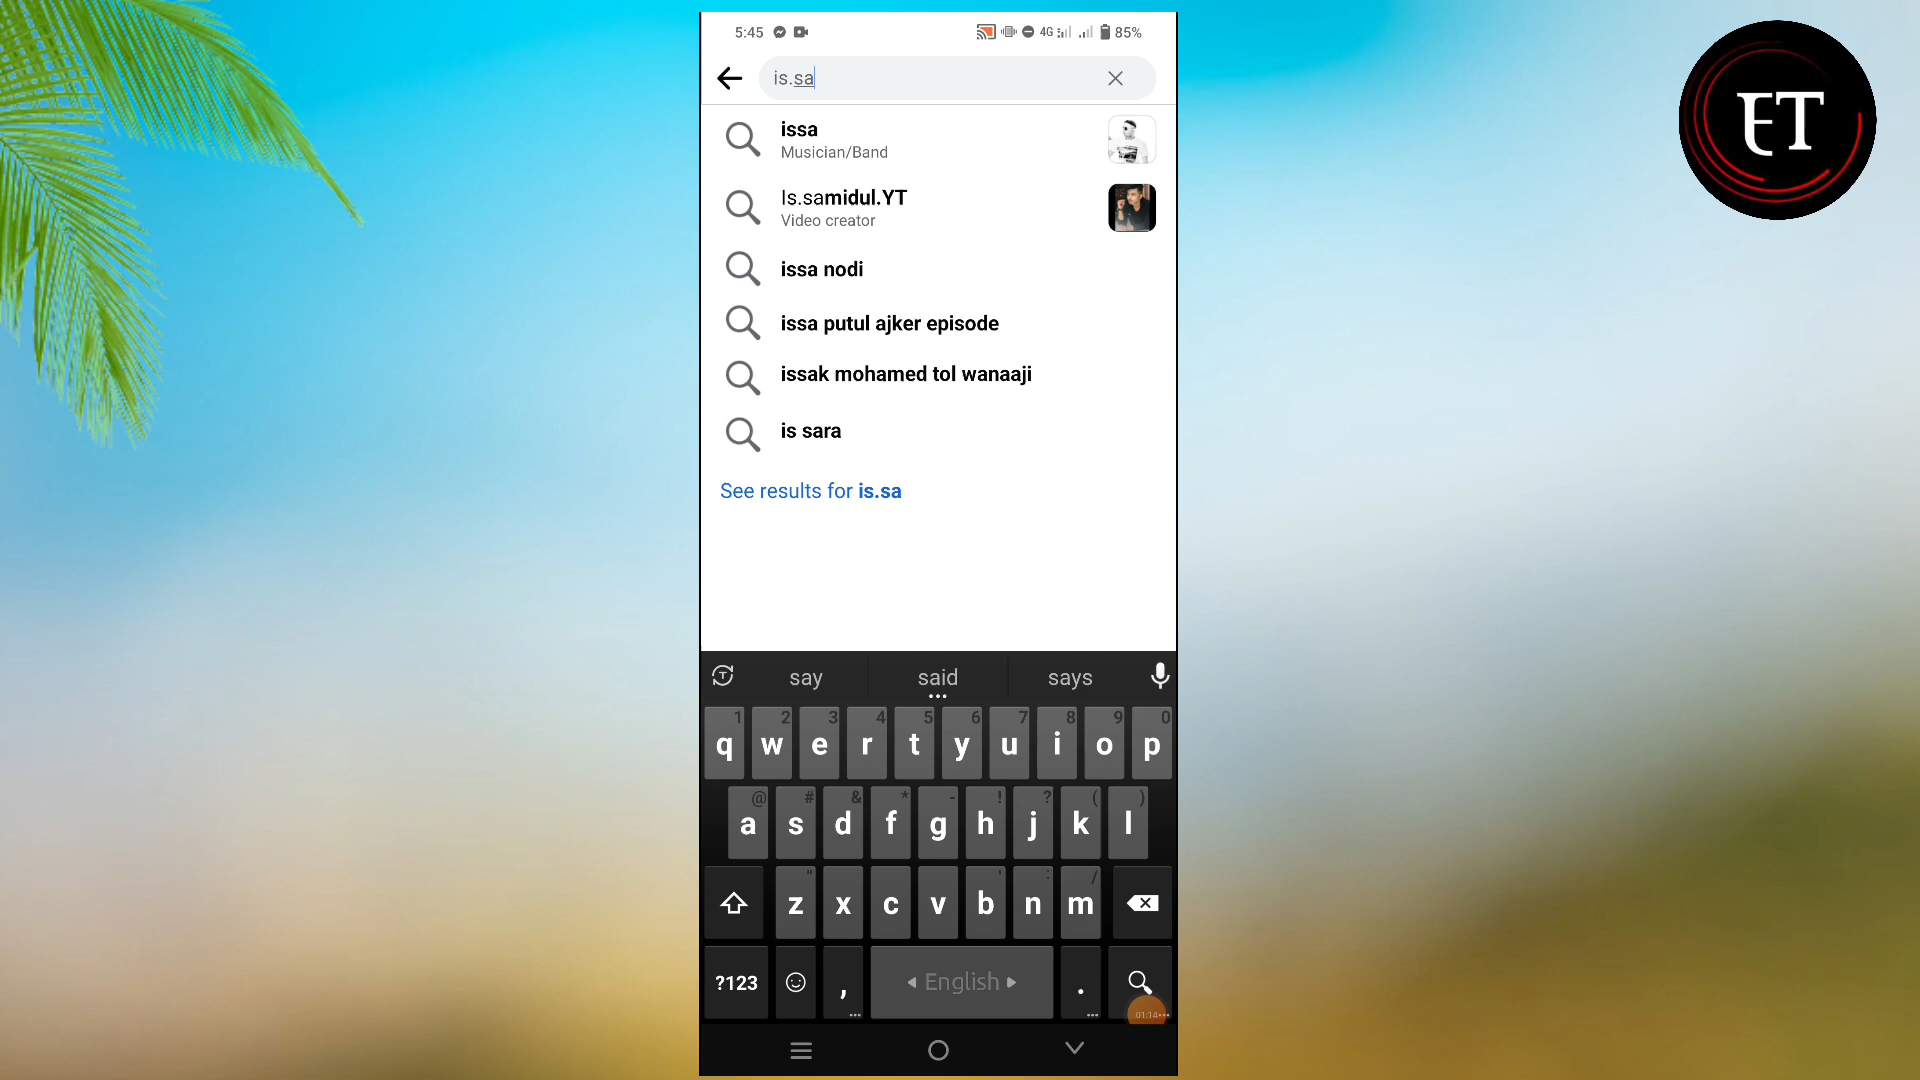 5:45 4G 85%
ET
is.sa
issa
Musician/Band
Is.samidul.YT
Video creator
issa nodi
issa putul ajker episode
issak mohamed tol wanaaji
is sara
See results for is.sa
say said says
1 2 3 4 5 6 7 8 9 0
q w e r t y u i o p
@ # & * - ! ? ( )
a s d f g h j k l
" ' : /
z x c v b n m
?123 , English .
01:14